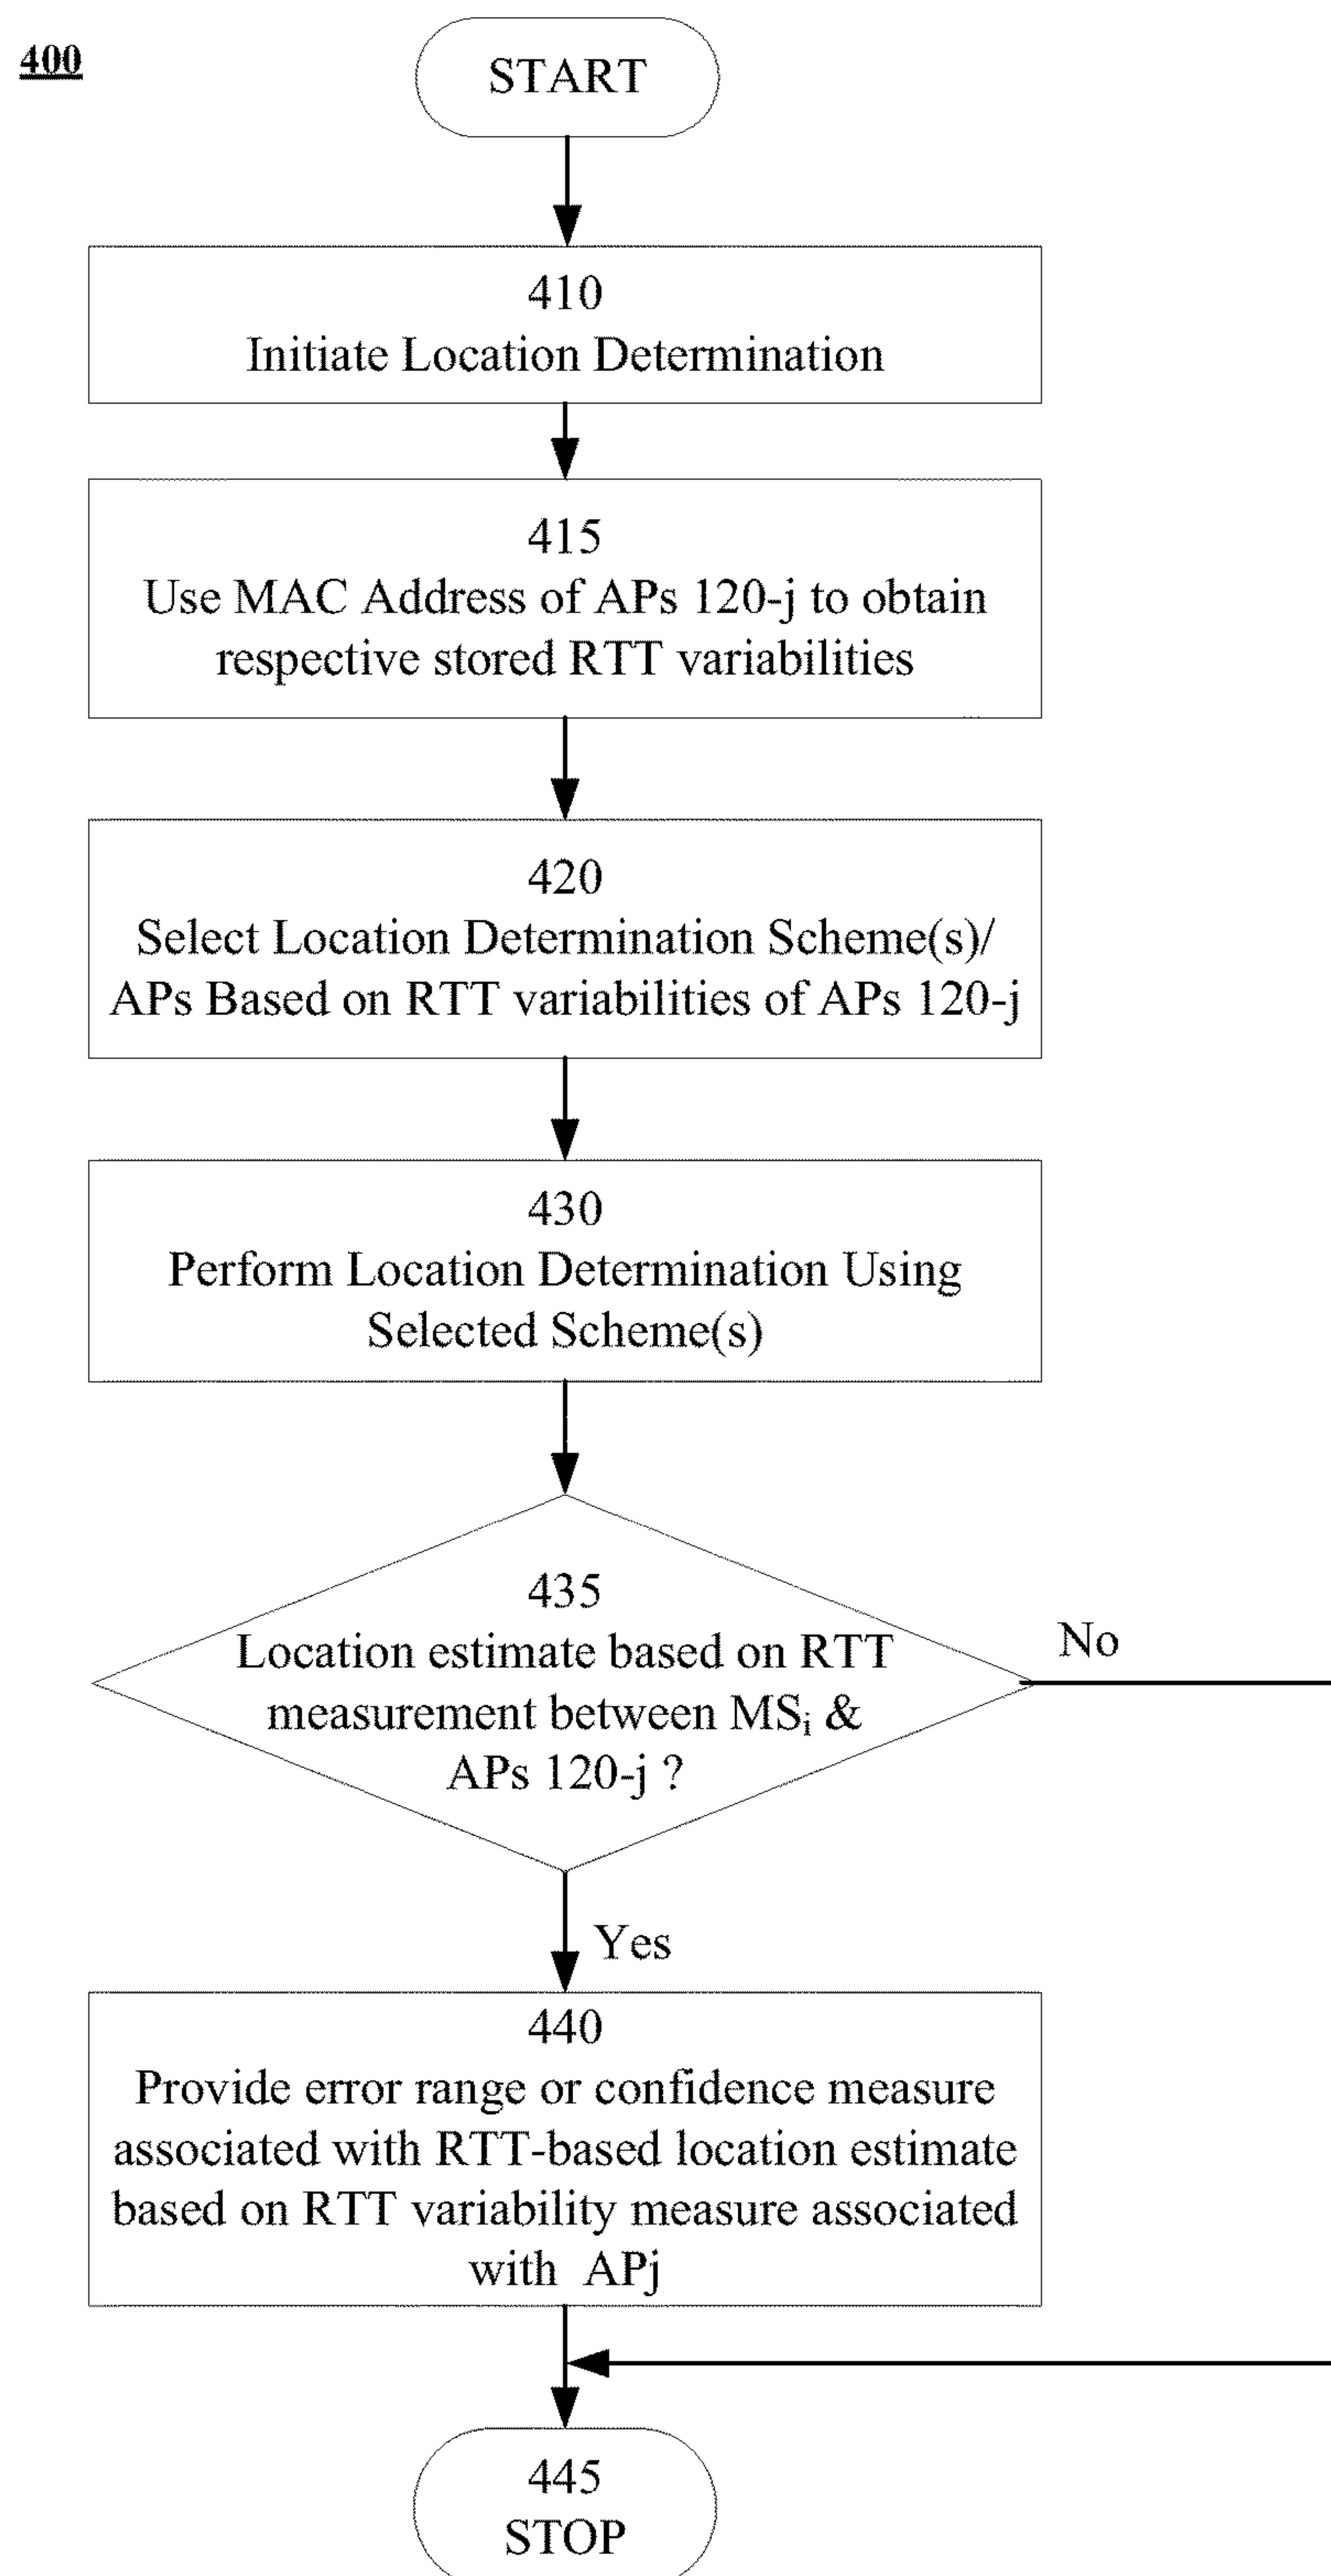 400
START
410
Initiate Location Determination
415
Use MAC Address of APs 120-j to obtain
respective stored RTT variabilities
420
Select Location Determination Scheme(s)/
APs Based on RTT variabilities of APs 120-j
430
Perform Location Determination Using
Selected Scheme(s)
435
Location estimate based on RTT
measurement between MSi &
APs 120-j ?
No
Yes
440
Provide error range or confidence measure
associated with RTT-based location estimate
based on RTT variability measure associated
with APj
445
STOP